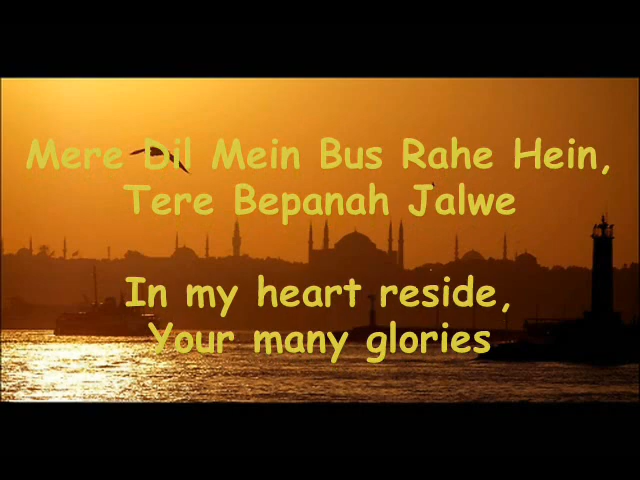 Mere Dil Mein Bus Rahe Hein,
Tere Bepanah Jalwe
In my heart reside,
Your many glories